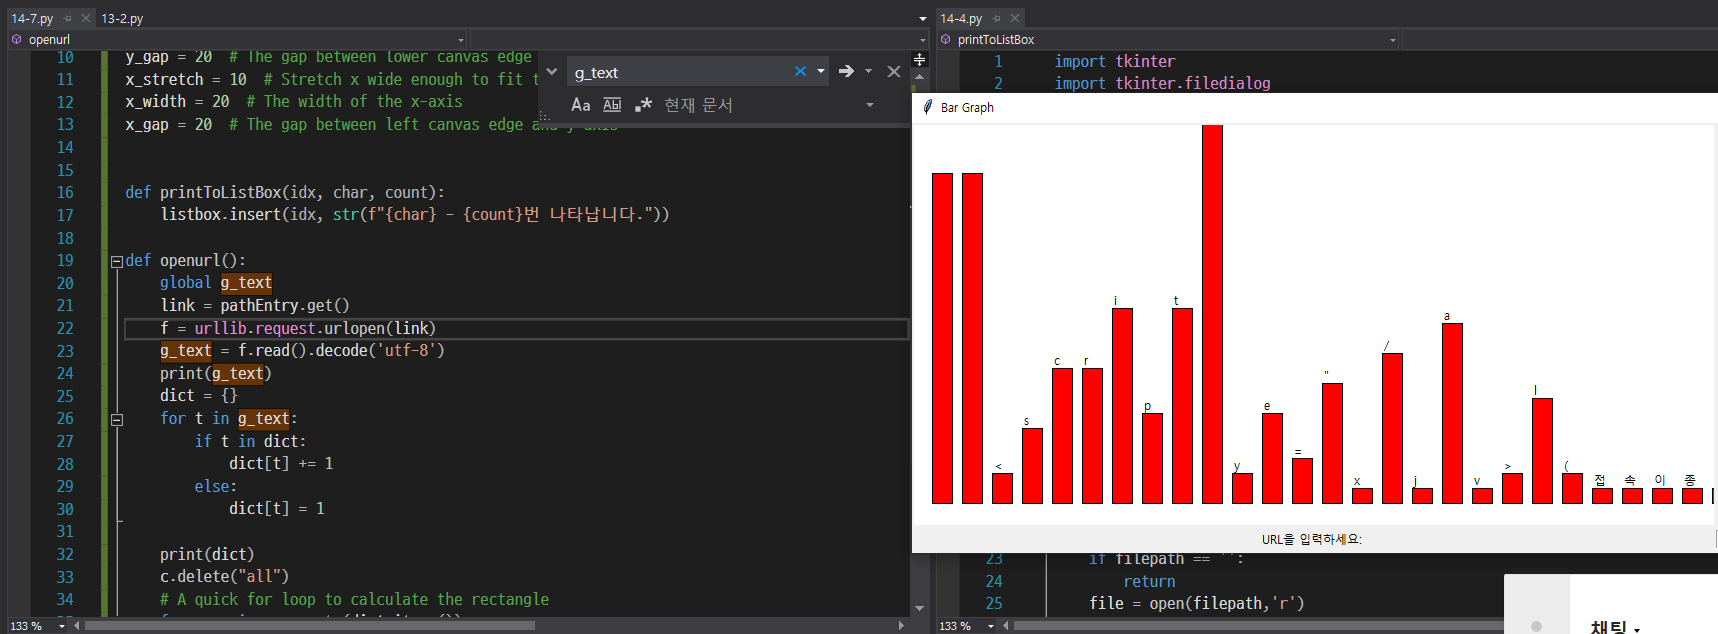 14-7.py 13-2.py
openurl
10 y_gap = 20  # The gap between lower canvas edge
11 x_stretch = 10  # Stretch x wide enough to fit
12 x_width = 20  # The width of the x-axis
13 x_gap = 20  # The gap between left canvas edge
14
15
16 def printToListBox(idx, char, count):
17     listbox.insert(idx, str(f"{char} - {count}번 나타납니다."))
18
19 def openurl():
20     global g_text
21     link = pathEntry.get()
22     f = urllib.request.urlopen(link)
23     g_text = f.read().decode('utf-8')
24     print(g_text)
25     dict = {}
26     for t in g_text:
27         if t in dict:
28             dict[t] += 1
29         else:
30             dict[t] = 1
31
32     print(dict)
33     c.delete("all")
34     # A quick for loop to calculate the rectangle
133 %
g_text
Aa Abl 현재 문서
14-4.py
printToListBox
1 import tkinter
2 import tkinter.filedialog
Bar Graph
< s c r i p t y e = " x / j a v > l ( 접 속 이 종
URL을 입력하세요:
23 if filepath == '':
24     return
25 file = open(filepath,'r')
133 %
채팅